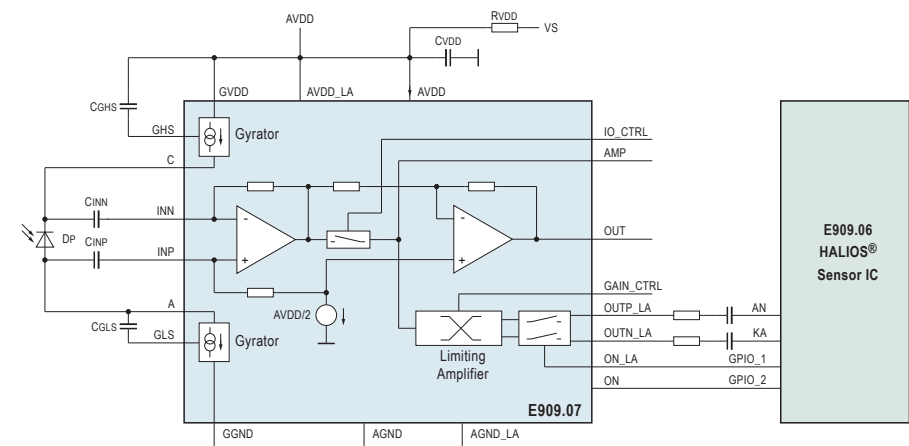 AVDD
RVDD
VS
CVDD
GVDD
AVDD_LA
AVDD
CGHS
GHS
Gyrator
IO_CTRL
C
AMP
CINN
INN
-
-
DP
CINP
INP
+
+
OUT
E909.06
HALIOS®
Sensor IC
A
AVDD/2
GAIN_CTRL
OUTP_LA
AN
CGLS
GLS
Gyrator
OUTN_LA
KA
Limiting
Amplifier
ON_LA
GPIO_1
ON
GPIO_2
E909.07
GGND
AGND
AGND_LA